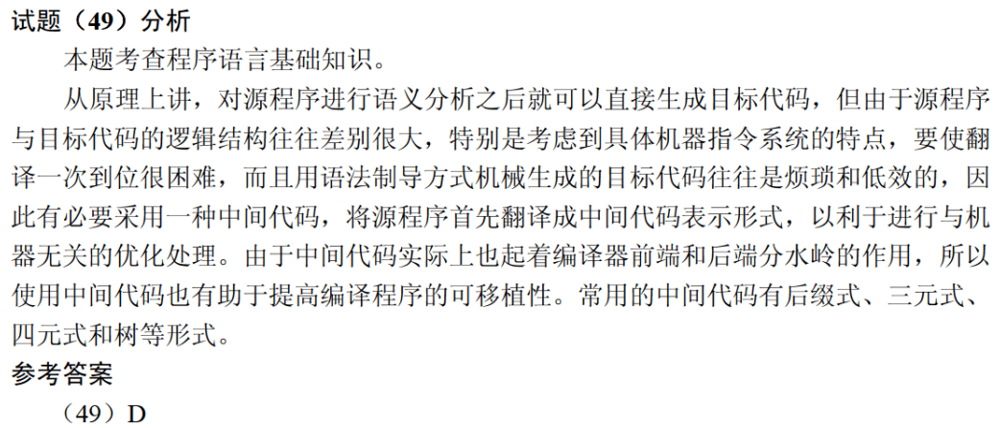 试题（49）分析
本题考查程序语言基础知识。
从原理上讲，对源程序进行语义分析之后就可以直接生成目标代码，但由于源程序
与目标代码的逻辑结构往往差别很大，特别是考虑到具体机器指令系统的特点，要使翻
译一次到位很困难，而且用语法制导方式机械生成的目标代码往往是烦琐和低效的，因
此有必要采用一种中间代码，将源程序首先翻译成中间代码表示形式，以利于进行与机
器无关的优化处理。由于中间代码实际上也起着编译器前端和后端分水岭的作用，所以
使用中间代码也有助于提高编译程序的可移植性。常用的中间代码有后缀式、三元式、
四元式和树等形式。
参考答案
（49）D